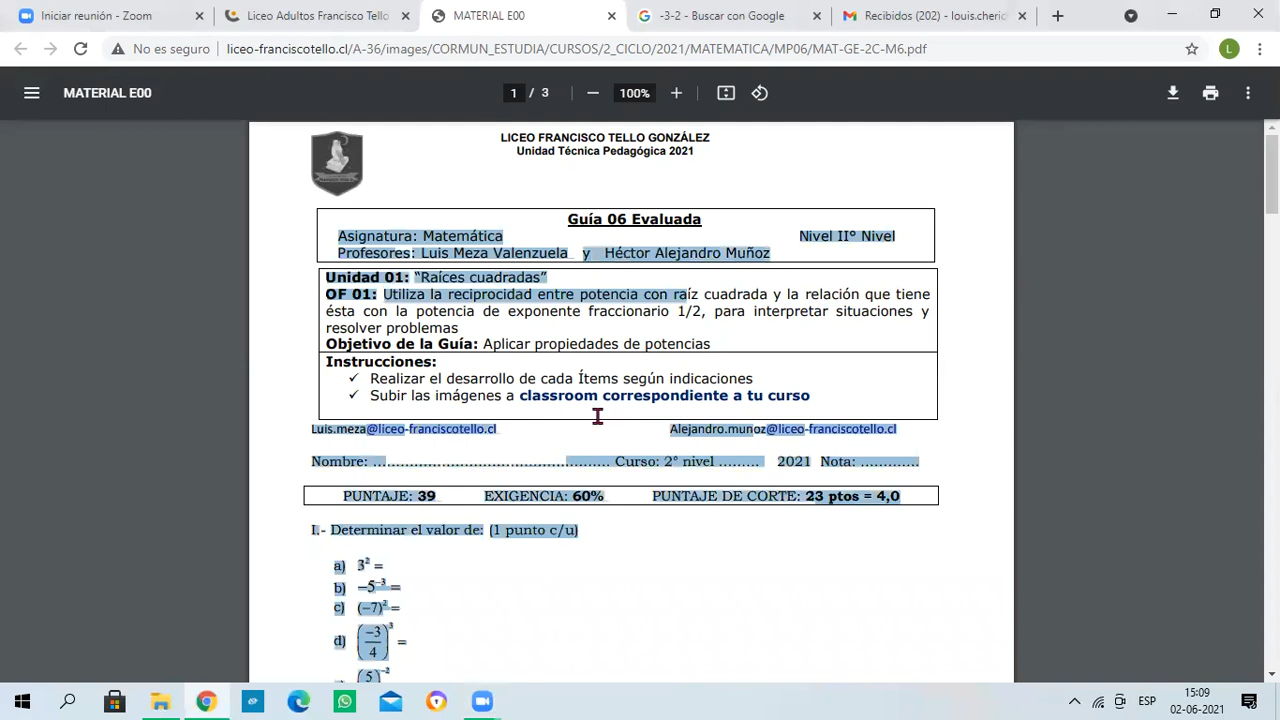 Iniciar reunión - Zoom
Liceo Adultos Francisco Tello
MATERIAL E00
-3-2 - Buscar con Google
Recibidos (202) - louis.cheric
No es seguro
liceo-franciscotello.cl/A-36/images/CORMUN_ESTUDIA/CURSOS/2_CICLO/2021/MATEMATICA/MP06/MAT-GE-2C-M6.pdf
L
MATERIAL E00
1 / 3
100%
LICEO FRANCISCO TELLO GONZÁLEZ
Unidad Técnica Pedagógica 2021
Guía 06 Evaluada
Asignatura: Matemática Nivel II° Nivel
Profesores: Luis Meza Valenzuela y Héctor Alejandro Muñoz
Unidad 01: “Raíces cuadradas”
OF 01: Utiliza la reciprocidad entre potencia con raíz cuadrada y la relación que tiene
ésta con la potencia de exponente fraccionario 1/2, para interpretar situaciones y
resolver problemas
Objetivo de la Guía: Aplicar propiedades de potencias
Instrucciones:
✓ Realizar el desarrollo de cada Ítems según indicaciones
✓ Subir las imágenes a classroom correspondiente a tu curso
Luis.meza@liceo-franciscotello.cl Alejandro.munoz@liceo-franciscotello.cl
Nombre: ................................................. Curso: 2° nivel ......... 2021 Nota: .............
PUNTAJE: 39 EXIGENCIA: 60% PUNTAJE DE CORTE: 23 ptos = 4,0
I.- Determinar el valor de: (1 punto c/u)
a) 3² =
b) −5⁻³ =
c) (−7)² =
d) (−3/4)³ =
(5)⁻²
ESP
15:09
02-06-2021